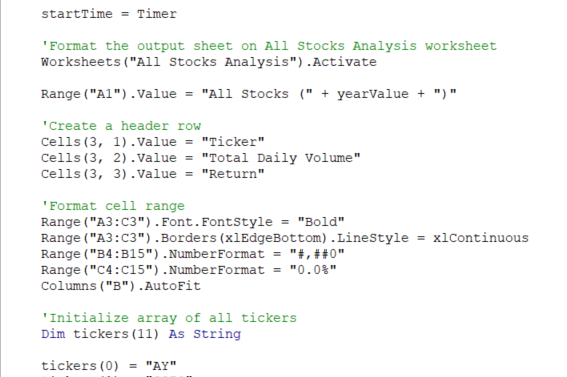 startTime = Timer
'Format the output sheet on All Stocks Analysis worksheet
Worksheets("All Stocks Analysis").Activate
Range("A1").Value = "All Stocks (" + yearValue + ")"
'Create a header row
Cells(3, 1).Value = "Ticker"
Cells(3, 2).Value = "Total Daily Volume"
Cells(3, 3).Value = "Return"
'Format cell range
Range("A3:C3").Font.FontStyle = "Bold"
Range("A3:C3").Borders(xlEdgeBottom).LineStyle = xlContinuous
Range("B4:B15").NumberFormat = "#,##0"
Range("C4:C15").NumberFormat = "0.0%"
Columns("B").AutoFit
'Initialize array of all tickers
Dim tickers(11) As String
tickers(0) = "AY"